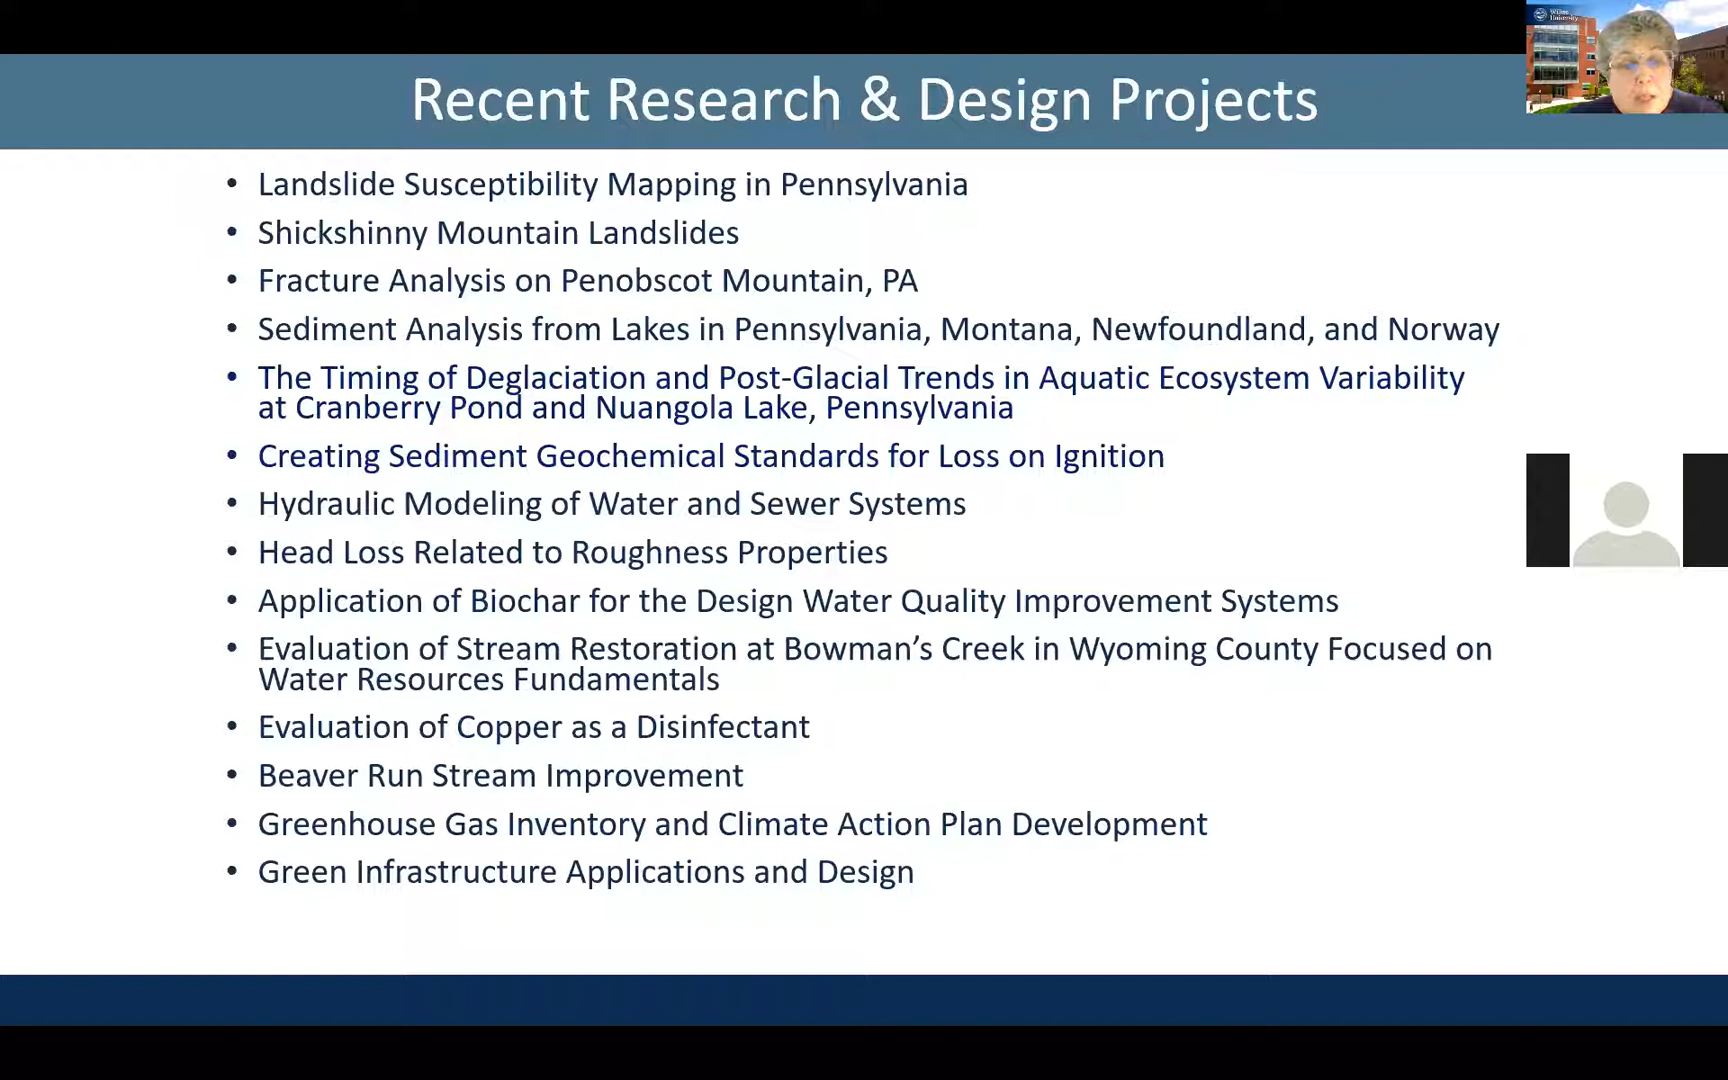 Recent Research & Design Projects
• Landslide Susceptibility Mapping in Pennsylvania
• Shickshinny Mountain Landslides
• Fracture Analysis on Penobscot Mountain, PA
• Sediment Analysis from Lakes in Pennsylvania, Montana, Newfoundland, and Norway
• The Timing of Deglaciation and Post-Glacial Trends in Aquatic Ecosystem Variability
at Cranberry Pond and Nuangola Lake, Pennsylvania
• Creating Sediment Geochemical Standards for Loss on Ignition
• Hydraulic Modeling of Water and Sewer Systems
• Head Loss Related to Roughness Properties
• Application of Biochar for the Design Water Quality Improvement Systems
• Evaluation of Stream Restoration at Bowman’s Creek in Wyoming County Focused on
Water Resources Fundamentals
• Evaluation of Copper as a Disinfectant
• Beaver Run Stream Improvement
• Greenhouse Gas Inventory and Climate Action Plan Development
• Green Infrastructure Applications and Design
University